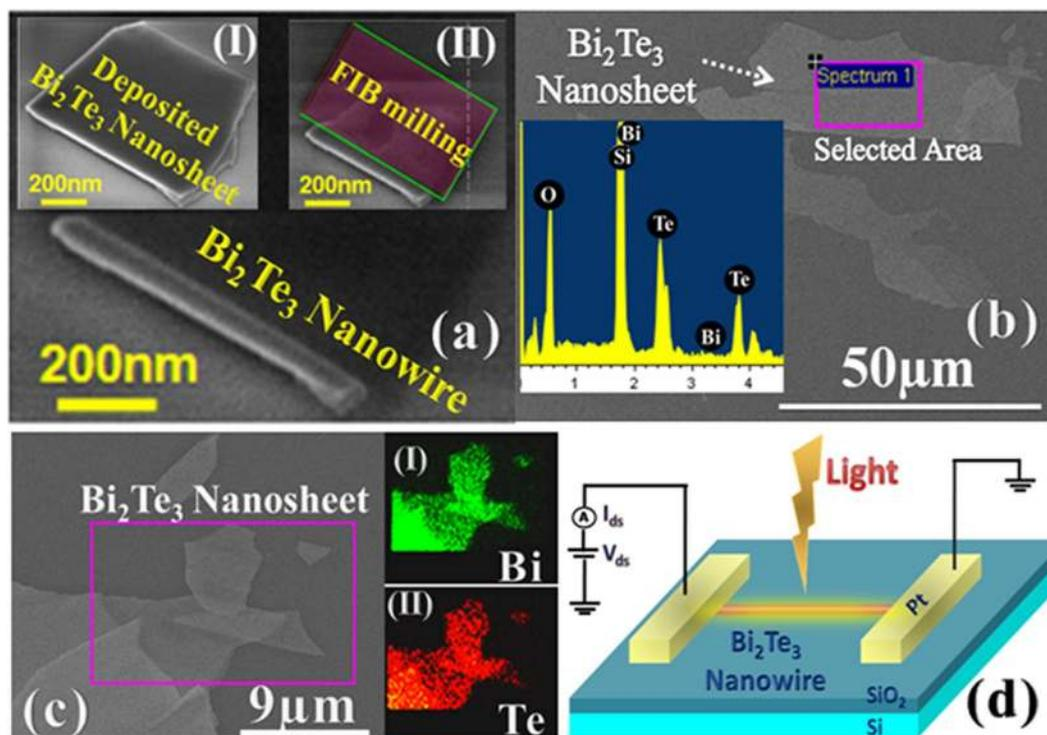 (I)
Deposited
Bi₂Te₃ Nanosheet
200nm
(II)
FIB milling
200nm
Bi₂Te₃ Nanowire
(a)
200nm
Bi₂Te₃
Nanosheet
Spectrum 1
Selected Area
Bi
Si
O
Te
Te
Bi
1
2
3
4
(b)
50μm
Bi₂Te₃ Nanosheet
(c)
9μm
(I)
Bi
(II)
Te
Light
A
I_ds
V_ds
Pt
Bi₂Te₃
Nanowire
SiO₂
Si
(d)